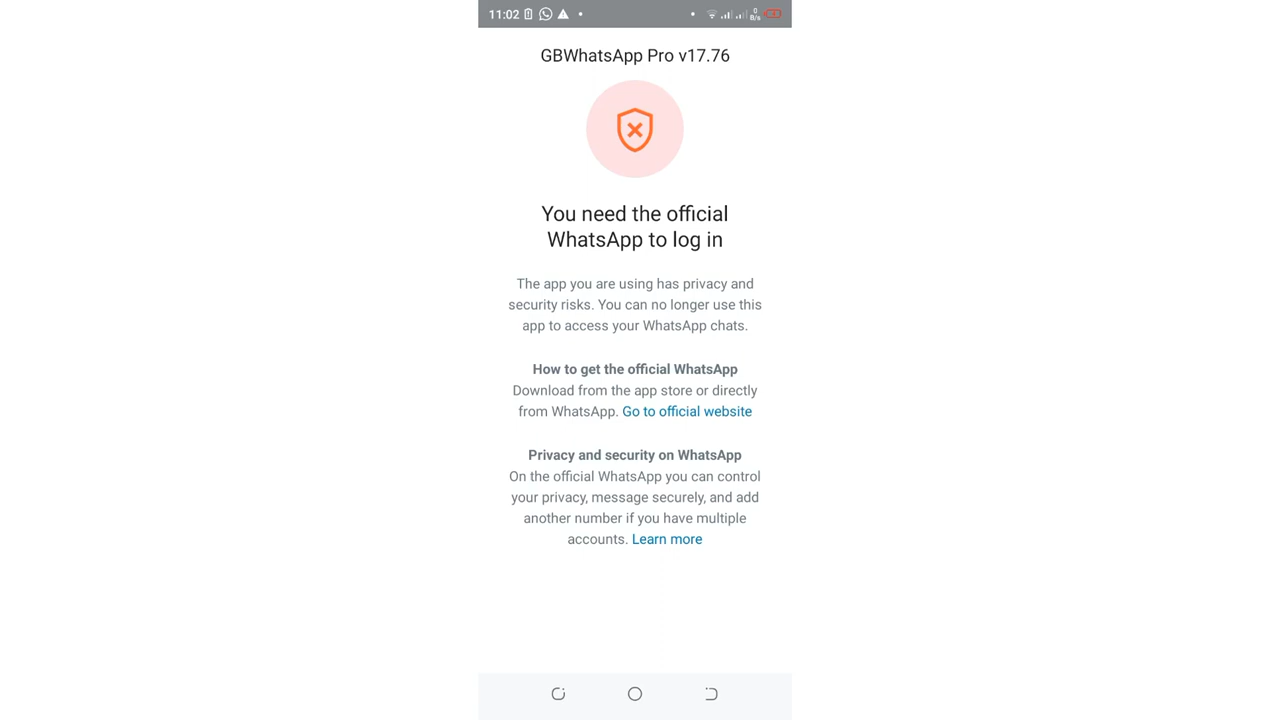 11:02
0
B/s
GBWhatsApp Pro v17.76
You need the official
WhatsApp to log in
The app you are using has privacy and
security risks. You can no longer use this
app to access your WhatsApp chats.
How to get the official WhatsApp
Download from the app store or directly
from WhatsApp. Go to official website
Privacy and security on WhatsApp
On the official WhatsApp you can control
your privacy, message securely, and add
another number if you have multiple
accounts. Learn more